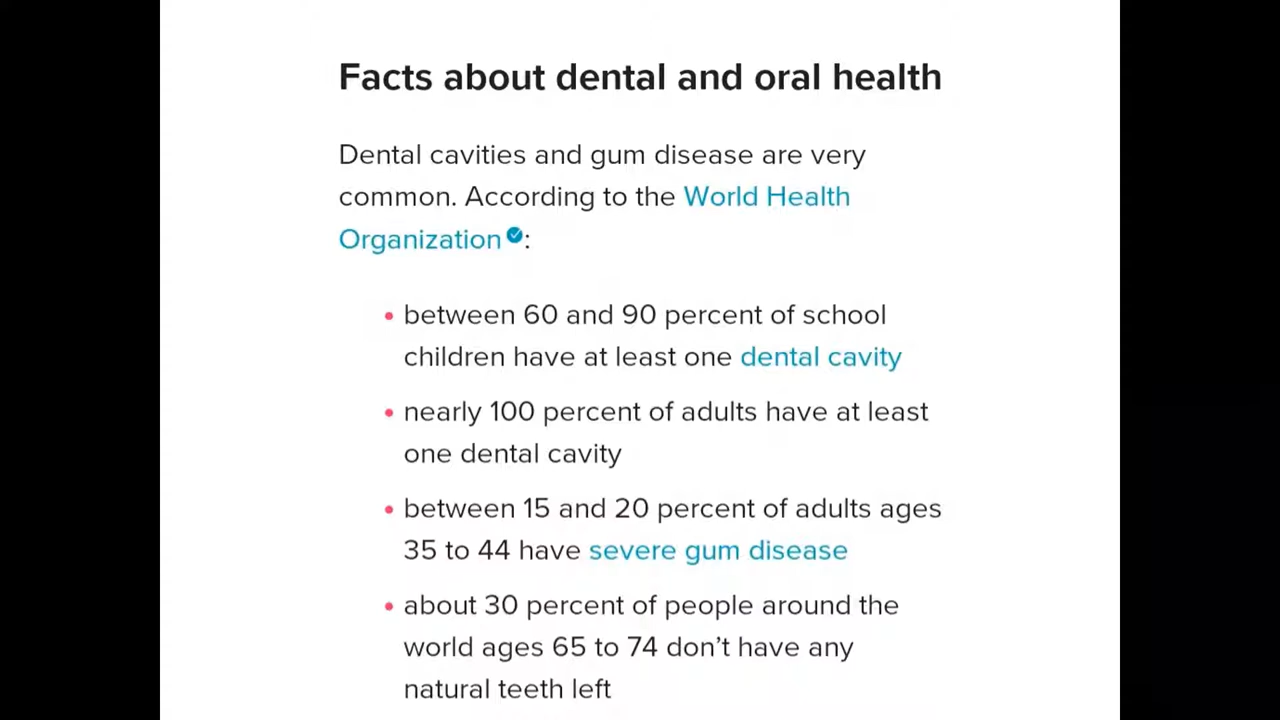 Facts about dental and oral health
Dental cavities and gum disease are very
common. According to the World Health
Organization:
• between 60 and 90 percent of school
children have at least one dental cavity
• nearly 100 percent of adults have at least
one dental cavity
• between 15 and 20 percent of adults ages
35 to 44 have severe gum disease
• about 30 percent of people around the
world ages 65 to 74 don’t have any
natural teeth left